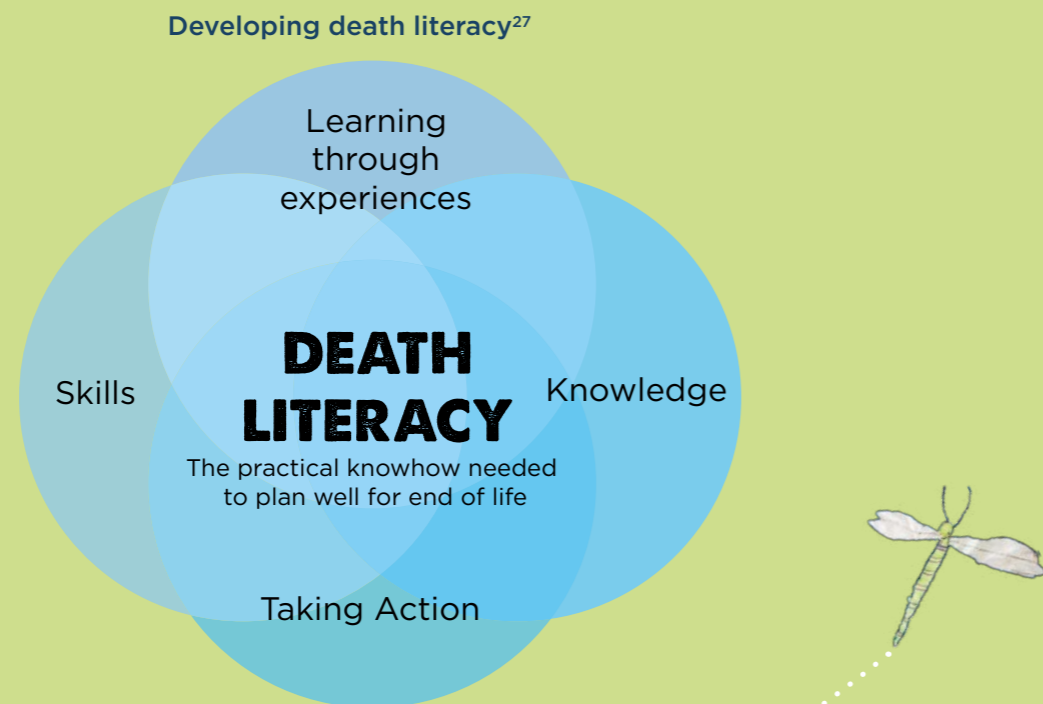 Developing death literacy²⁷
Learning
through
experiences
Skills
DEATH
LITERACY
Knowledge
The practical knowhow needed
to plan well for end of life
Taking Action